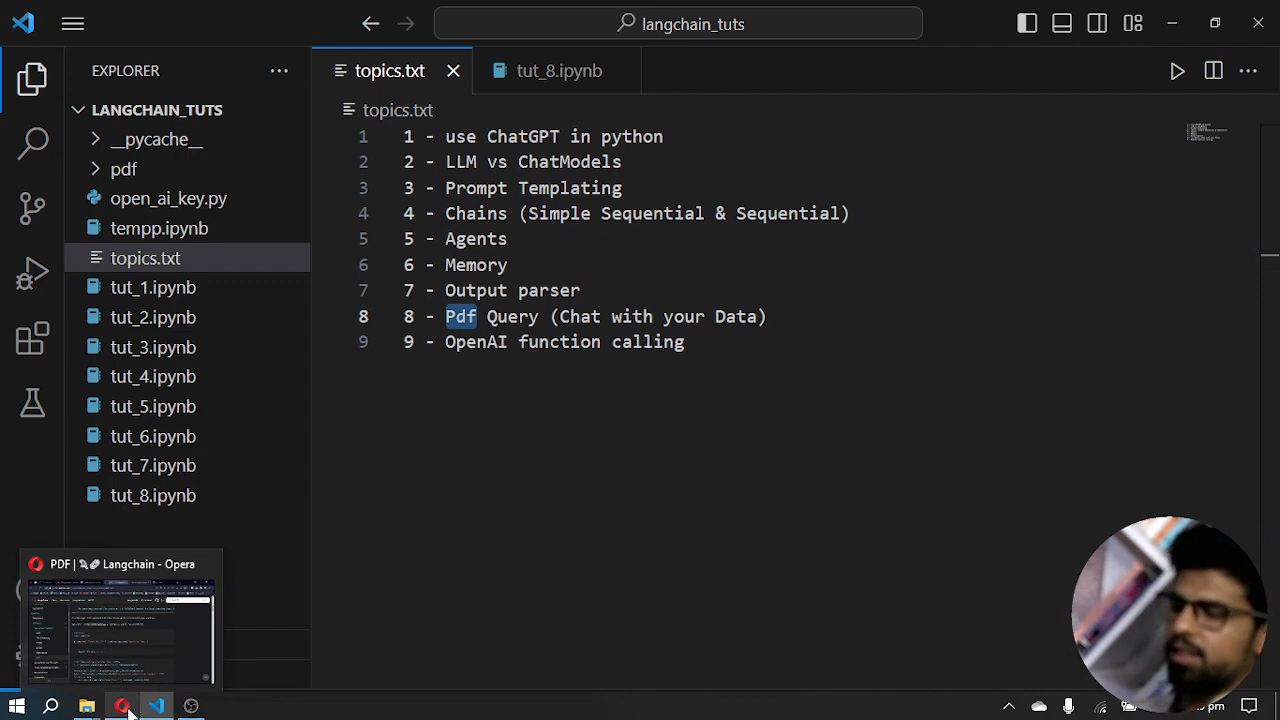 langchain_tuts
EXPLORER
topics.txt
tut_8.ipynb
LANGCHAIN_TUTS
topics.txt
__pycache__
pdf
open_ai_key.py
tempp.ipynb
topics.txt
tut_1.ipynb
tut_2.ipynb
tut_3.ipynb
tut_4.ipynb
tut_5.ipynb
tut_6.ipynb
tut_7.ipynb
tut_8.ipynb
1 1 - use ChatGPT in python
2 2 - LLM vs ChatModels
3 3 - Prompt Templating
4 4 - Chains (Simple Sequential & Sequential)
5 5 - Agents
6 6 - Memory
7 7 - Output parser
8 8 - Pdf Query (Chat with your Data)
9 9 - OpenAI function calling
PDF | 🦜️🔗 Langchain - Opera
pm